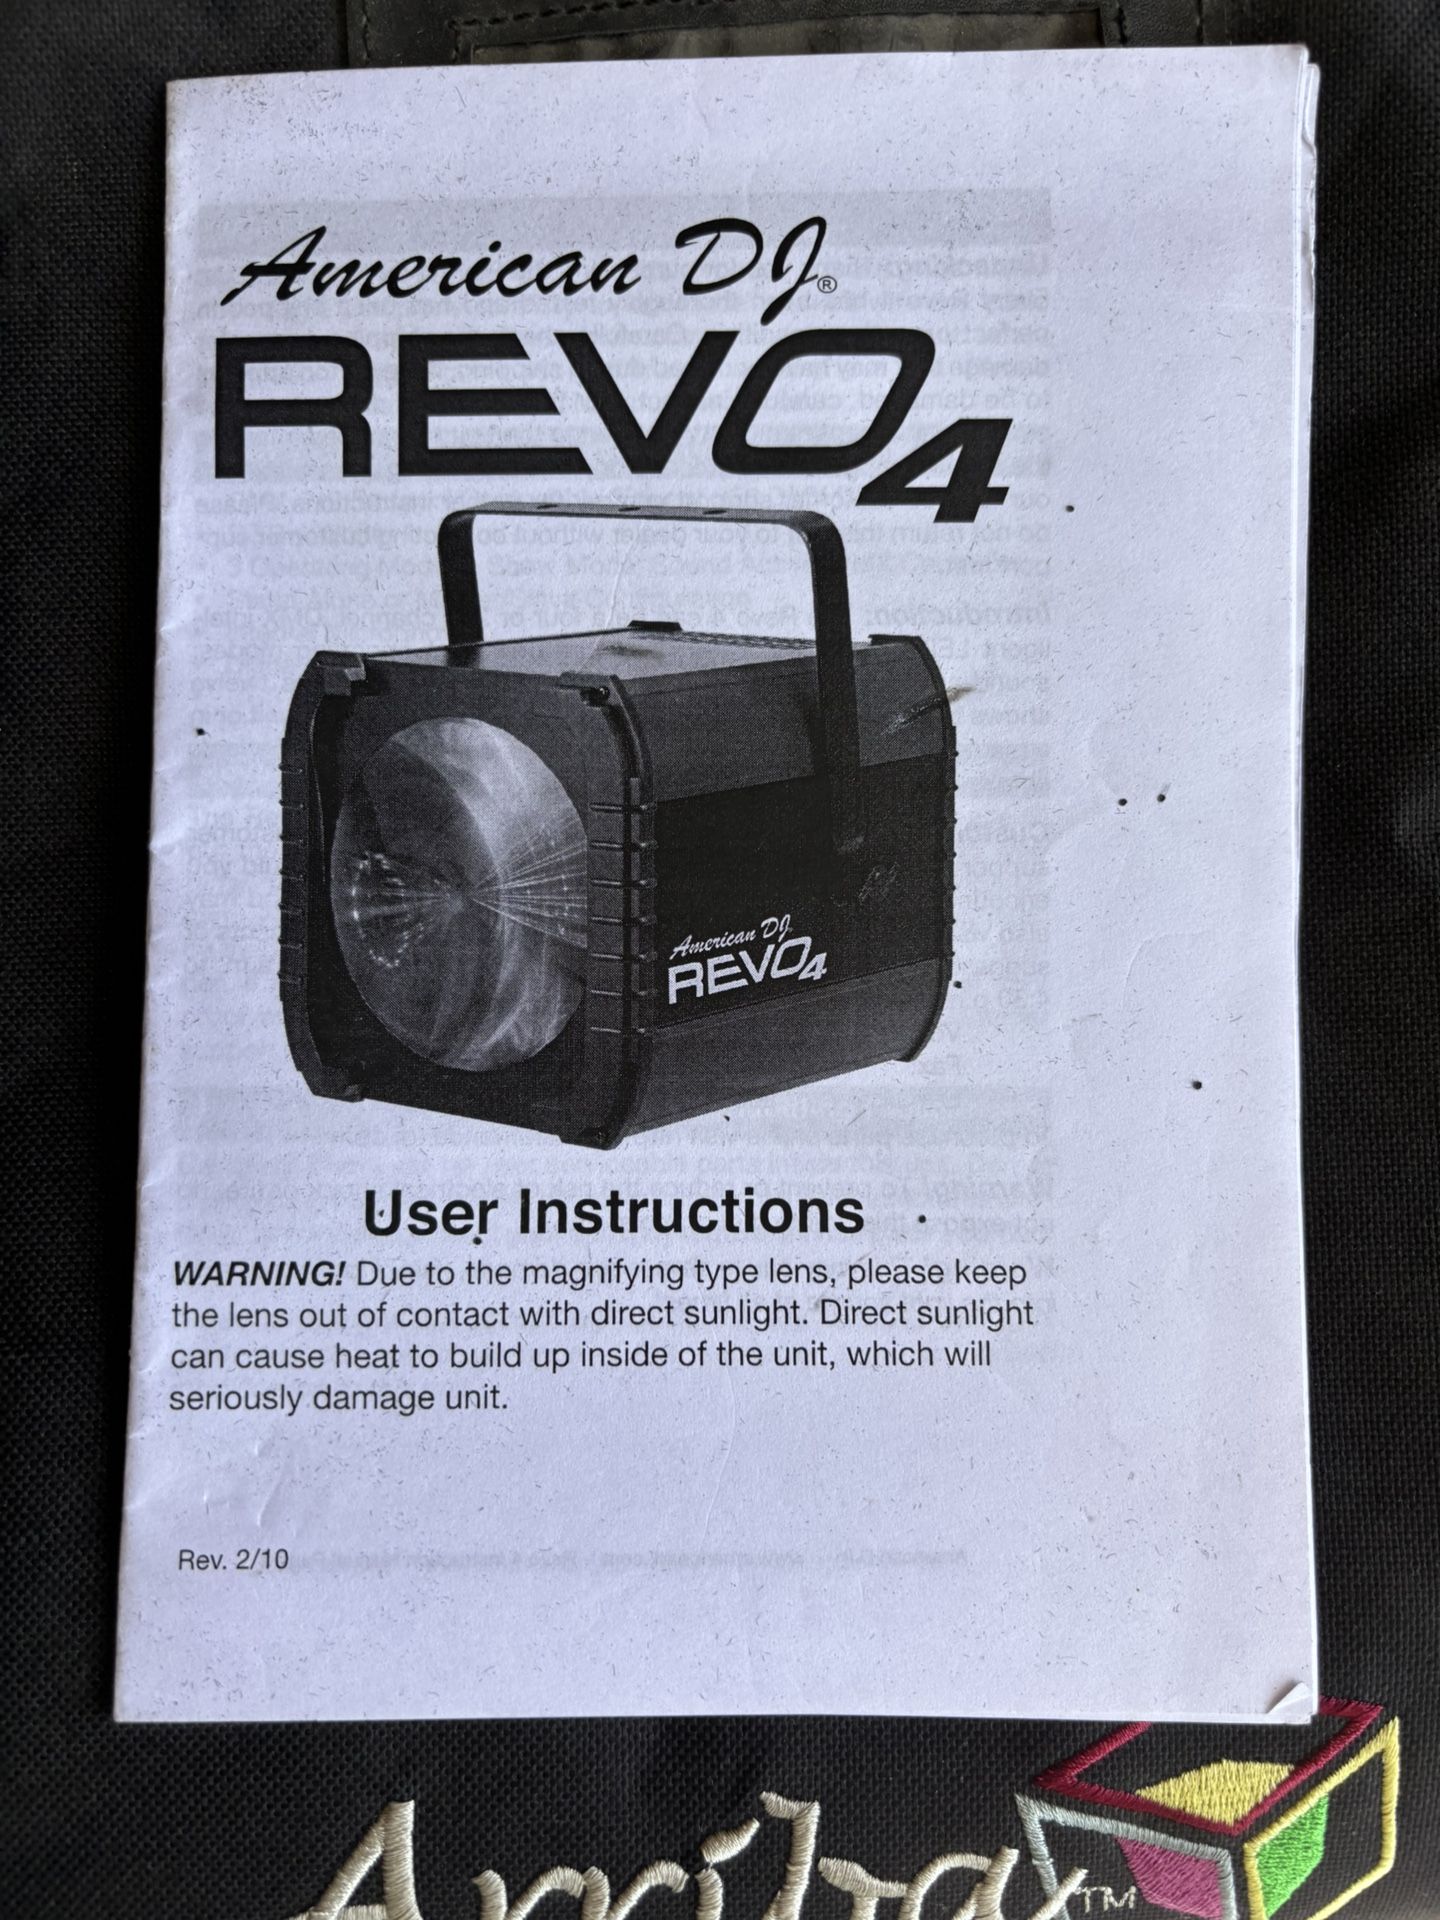 American DJ®
REVO4
American DJ
REVO4
User Instructions
WARNING! Due to the magnifying type lens, please keep
the lens out of contact with direct sunlight. Direct sunlight
can cause heat to build up inside of the unit, which will
seriously damage unit.
Rev. 2/10
Arriba™